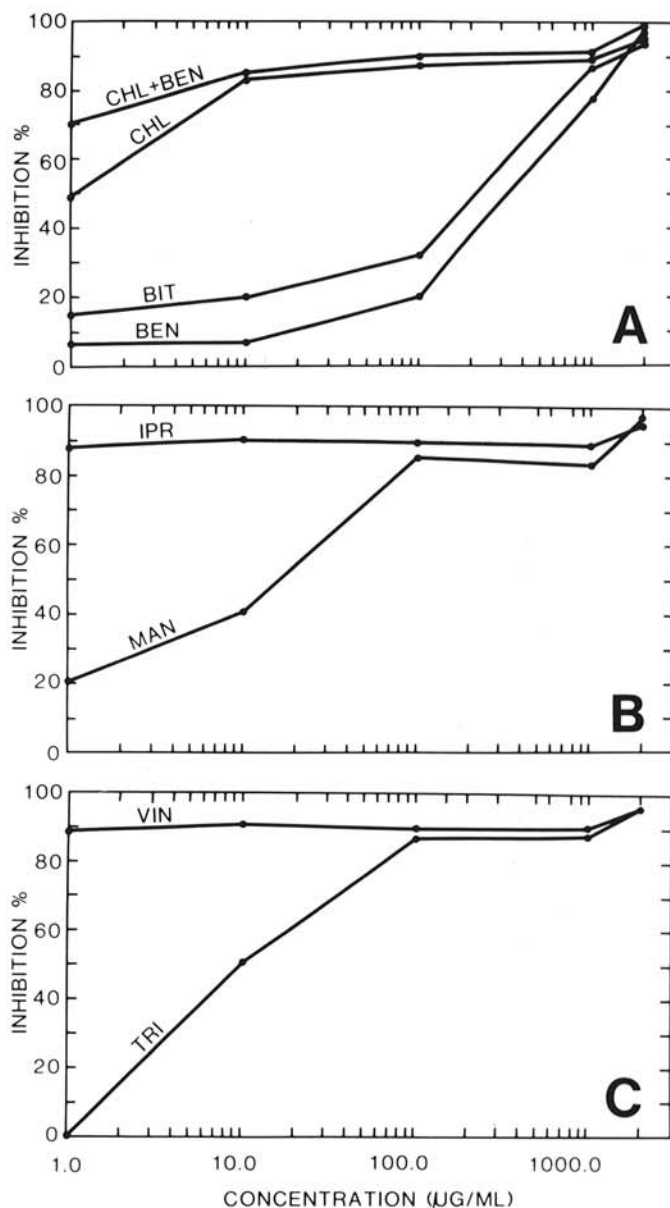 100
80
60
40
20
0
INHIBITION %
CHL+BEN
CHL
BIT
BEN
A
100
80
60
40
20
0
INHIBITION %
IPR
MAN
B
100
80
60
40
20
0
INHIBITION %
VIN
TRI
C
1.0 10.0 100.0 1000.0
CONCENTRATION (µG/ML)